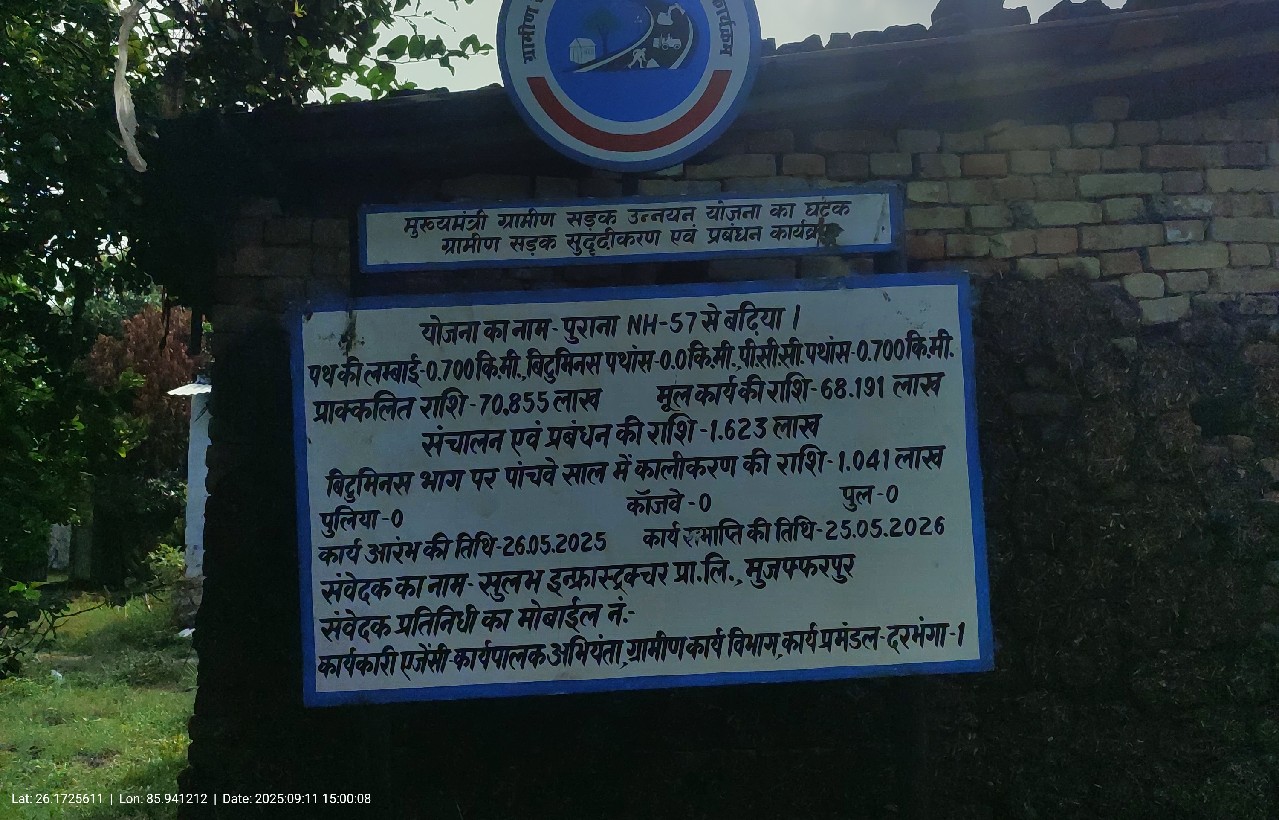 ग्रामीण कार्यक्रम
मुख्यमंत्री ग्रामीण सड़क उन्नयन योजना का घटक
ग्रामीण सड़क सुदृढीकरण एवं प्रबंधन कार्यक्रम
योजना का नाम- पुराना NH-57 से बढ़िया ।
पथ की लम्बाई-0.700 कि.मी., बिटुमिनस पथांस-0.0 कि.मी., पी.सी.सी पथांस-0.700 कि.मी.
प्राक्कलित राशि-70.855 लाख मूल कार्य की राशि-68.191 लाख
संचालन एवं प्रबंधन की राशि-1.623 लाख
बिटुमिनस भाग पर पांचवे साल में कालीकरण की राशि-1.041 लाख
पुलिया-0 कॉजवे-0 पुल-0
कार्य आरंभ की तिथि-26.05.2025 कार्य समाप्ति की तिथि-25.05.2026
संवेदक का नाम- सुलभ इन्फ्रास्ट्रक्चर प्रा.लि., मुजफ्फरपुर
संवेदक प्रतिनिधी का मोबाईल नं:-
कार्यकारी एजेंसी-कार्यपालक अभियंता, ग्रामीण कार्य विभाग, कार्य प्रमंडल-दरभंगा-1
Lat: 26.1725611 | Lon: 85.941212 | Date: 2025:09:11 15:00:08